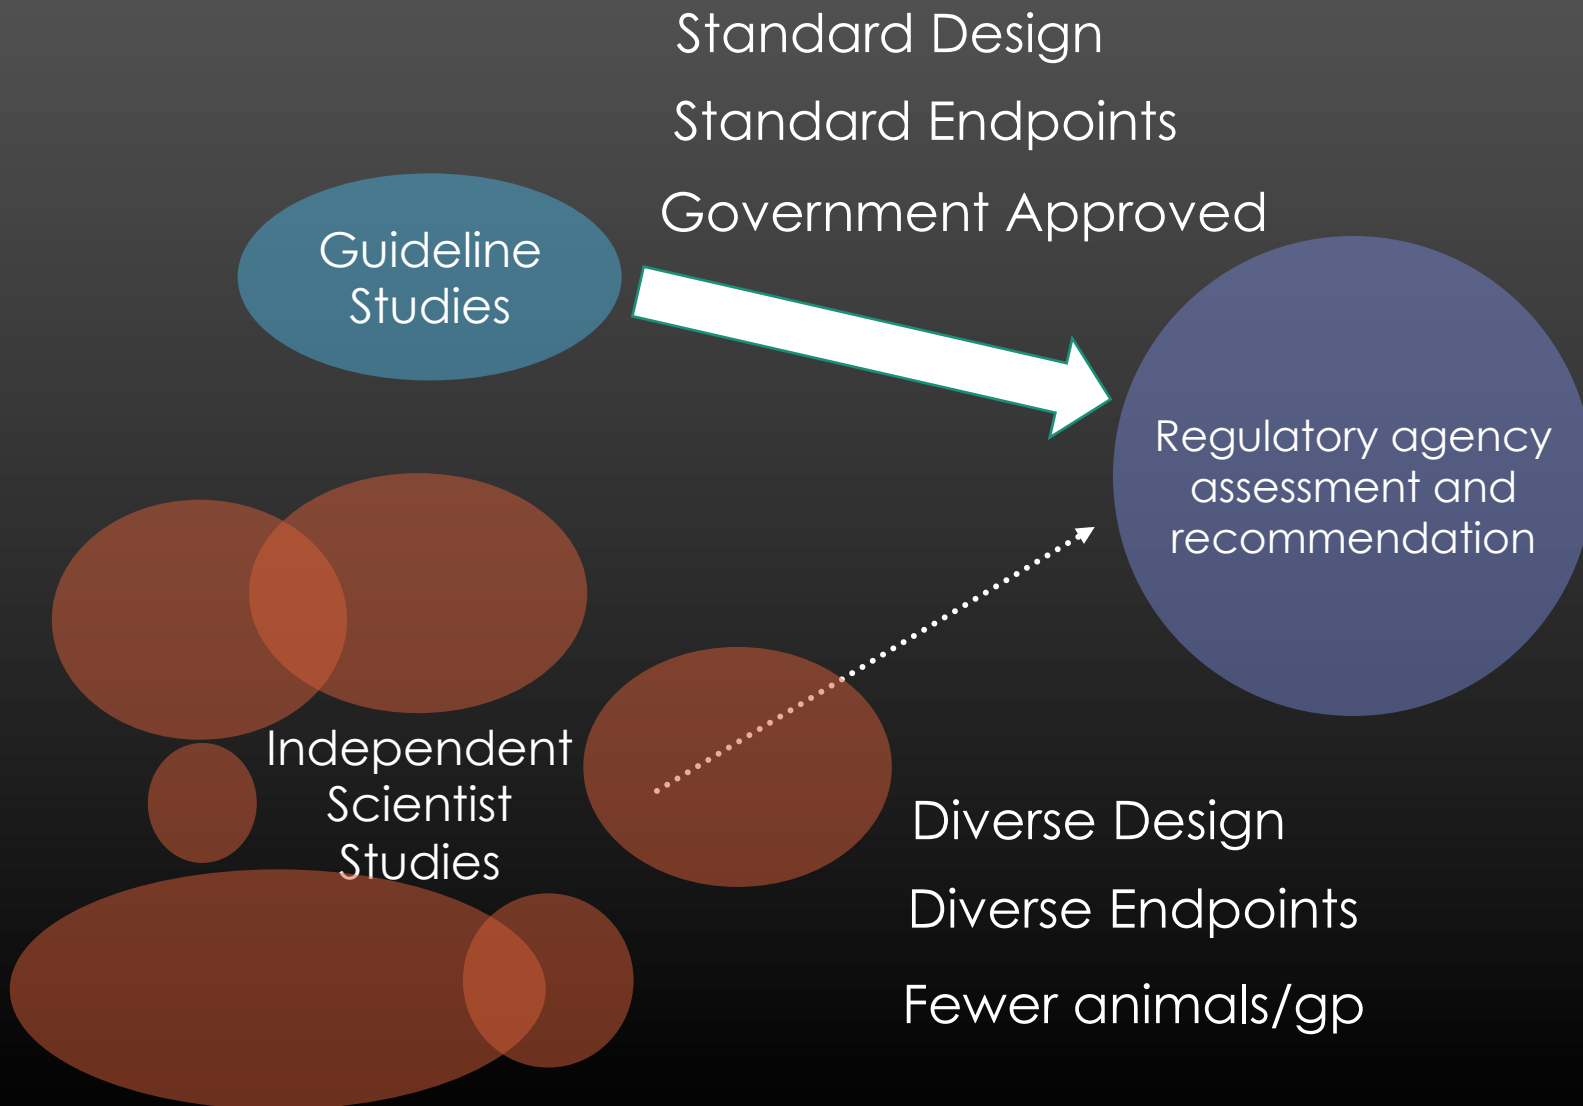 Standard Design
Standard Endpoints
Government Approved
Guideline
Studies
Regulatory agency
assessment and
recommendation
Independent
Scientist
Studies
Diverse Design
Diverse Endpoints
Fewer animals/gp